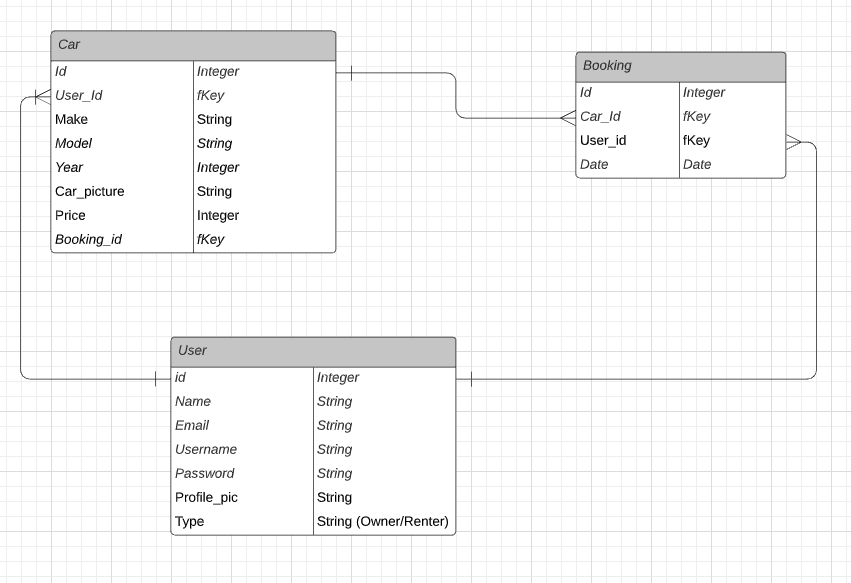 Car
Id Integer
User_Id fKey
Make String
Model String
Year Integer
Car_picture String
Price Integer
Booking_id fKey
Booking
Id Integer
Car_Id fKey
User_id fKey
Date Date
User
id Integer
Name String
Email String
Username String
Password String
Profile_pic String
Type String (Owner/Renter)